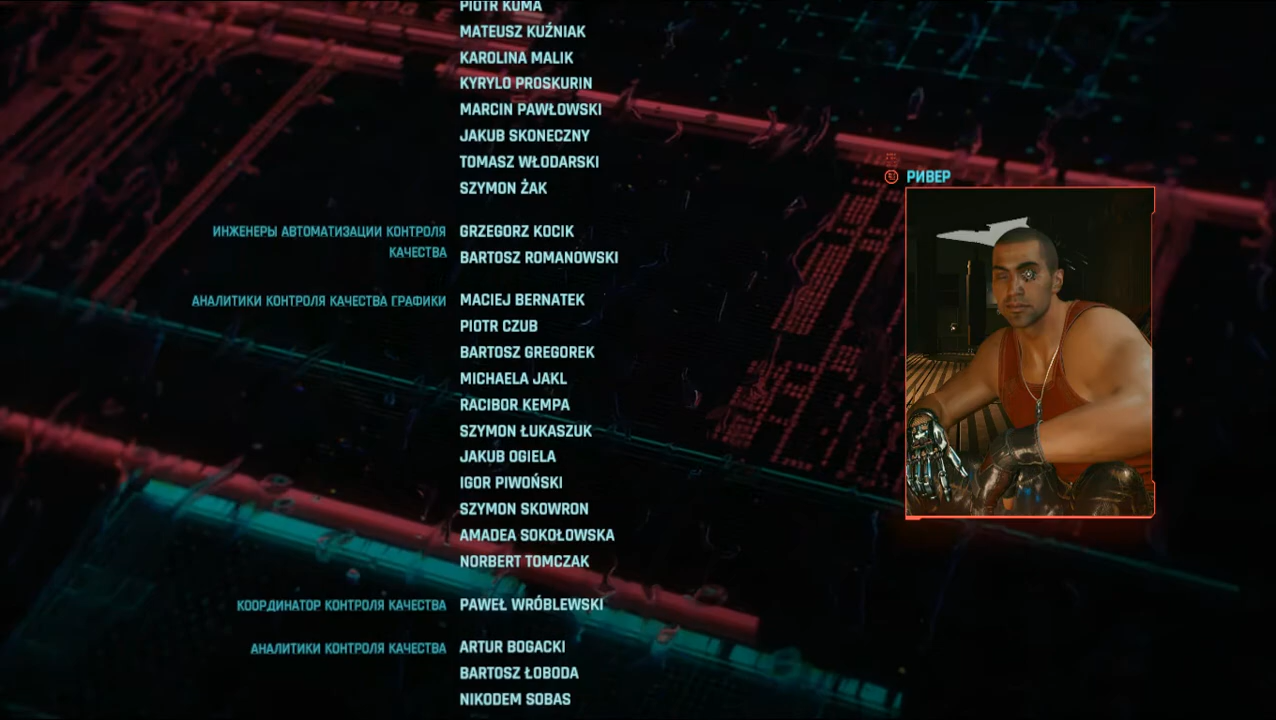 PIOTR KUMA
MATEUSZ KUŹNIAK
KAROLINA MALIK
KYRYLO PROSKURIN
MARCIN PAWŁOWSKI
JAKUB SKONECZNY
TOMASZ WŁODARSKI
РИВЕР
SZYMON ŻAK
ИНЖЕНЕРЫ АВТОМАТИЗАЦИИ КОНТРОЛЯ
КАЧЕСТВА
GRZEGORZ KOCIK
BARTOSZ ROMANOWSKI
АНАЛИТИКИ КОНТРОЛЯ КАЧЕСТВА ГРАФИКИ
MACIEJ BERNATEK
PIOTR CZUB
BARTOSZ GREGOREK
MICHAELA JAKL
RACIBOR KEMPA
SZYMON ŁUKASZUK
JAKUB OGIELA
IGOR PIWOŃSKI
SZYMON SKOWRON
AMADEA SOKOŁOWSKA
NORBERT TOMCZAK
КООРДИНАТОР КОНТРОЛЯ КАЧЕСТВА
PAWEŁ WRÓBLEWSKI
АНАЛИТИКИ КОНТРОЛЯ КАЧЕСТВА
ARTUR BOGACKI
BARTOSZ ŁOBODA
NIKODEM SOBAS